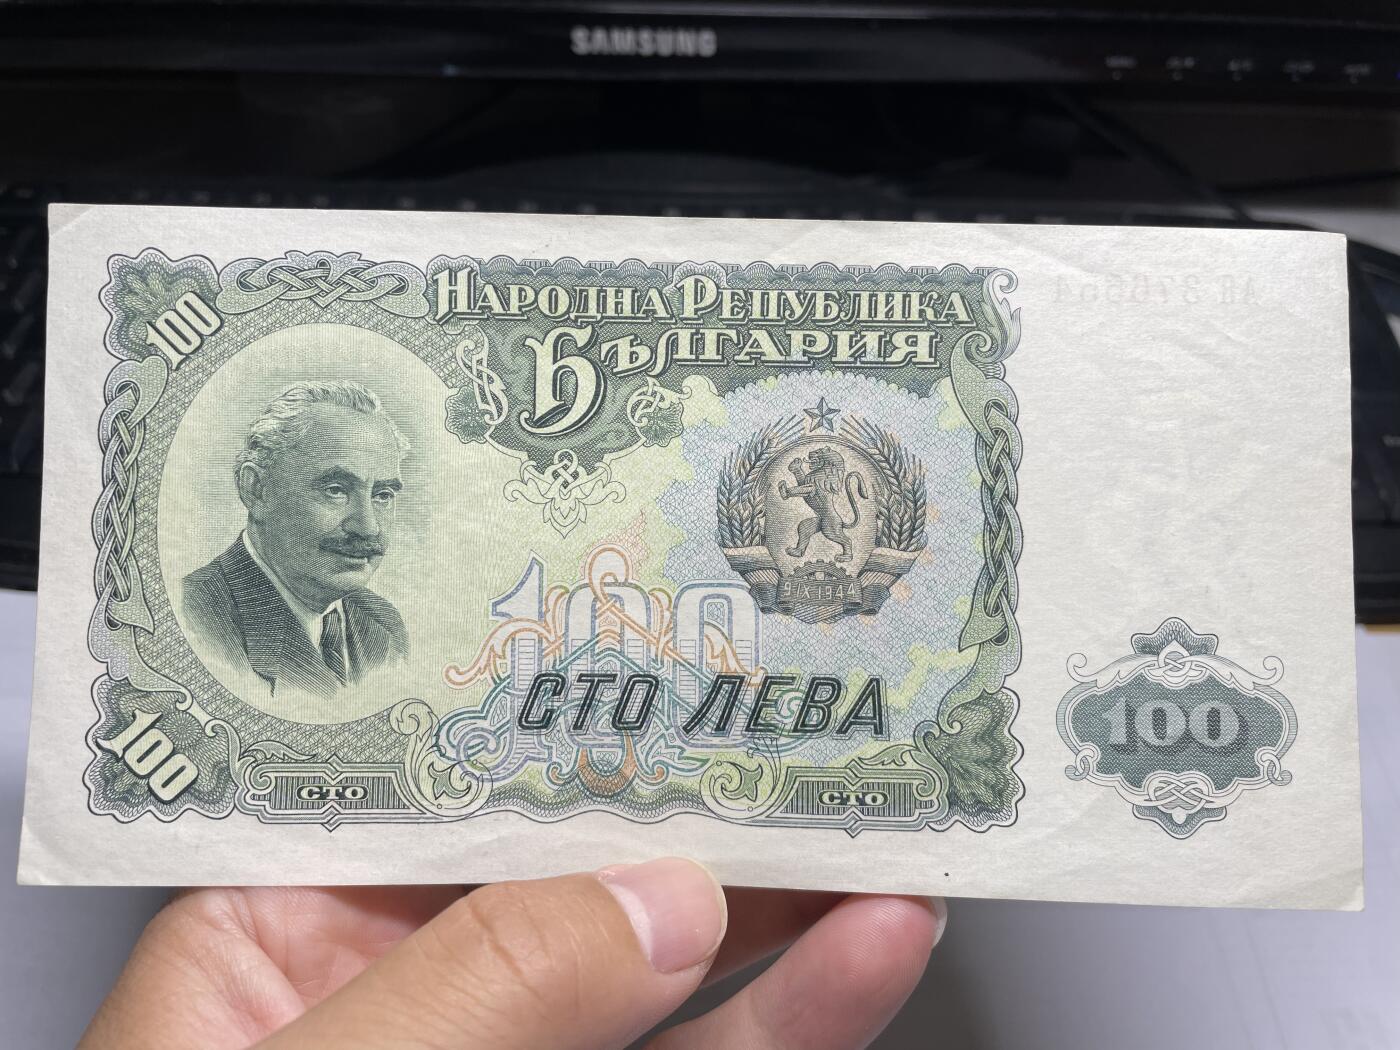 SAMSUNG
НАРОДНА РЕПУБЛИКА
БЪЛГАРИЯ
100
9 IX 1944
100
СТО ЛЕВА
100
100
СТО
СТО